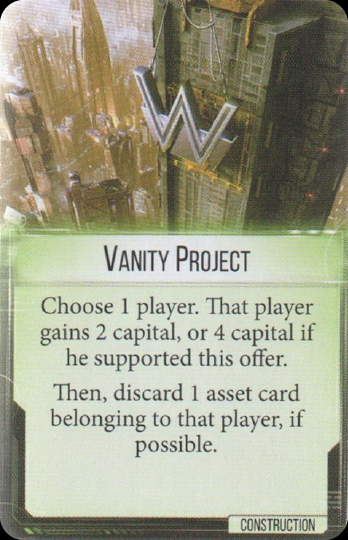 W
VANITY PROJECT
Choose 1 player. That player
gains 2 capital, or 4 capital if
he supported this offer.
Then, discard 1 asset card
belonging to that player, if
possible.
CONSTRUCTION